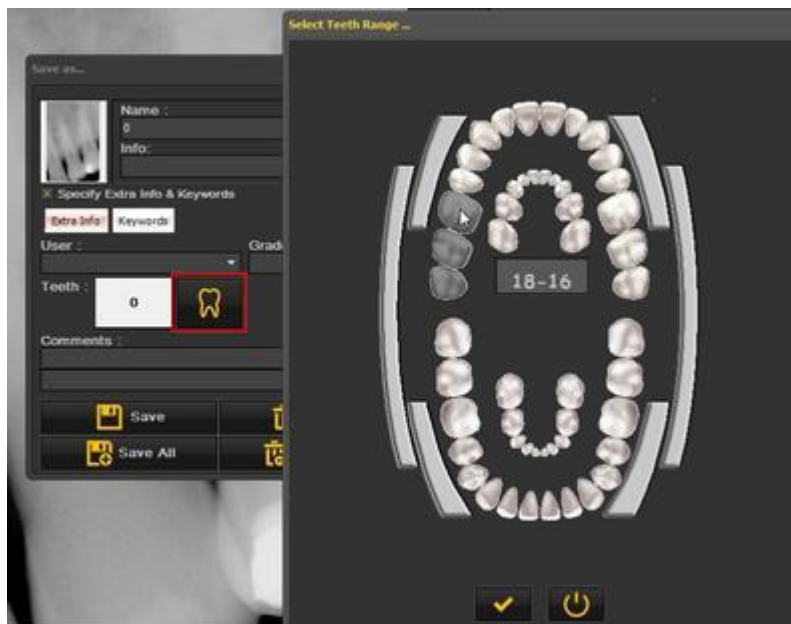 Select Teeth Range ...
Save as...
Name :
0
Info:
Specify Extra Info & Keywords
Extra Info
Keywords
User :
Teeth :
0
18-16
Comments :
Save
Save All